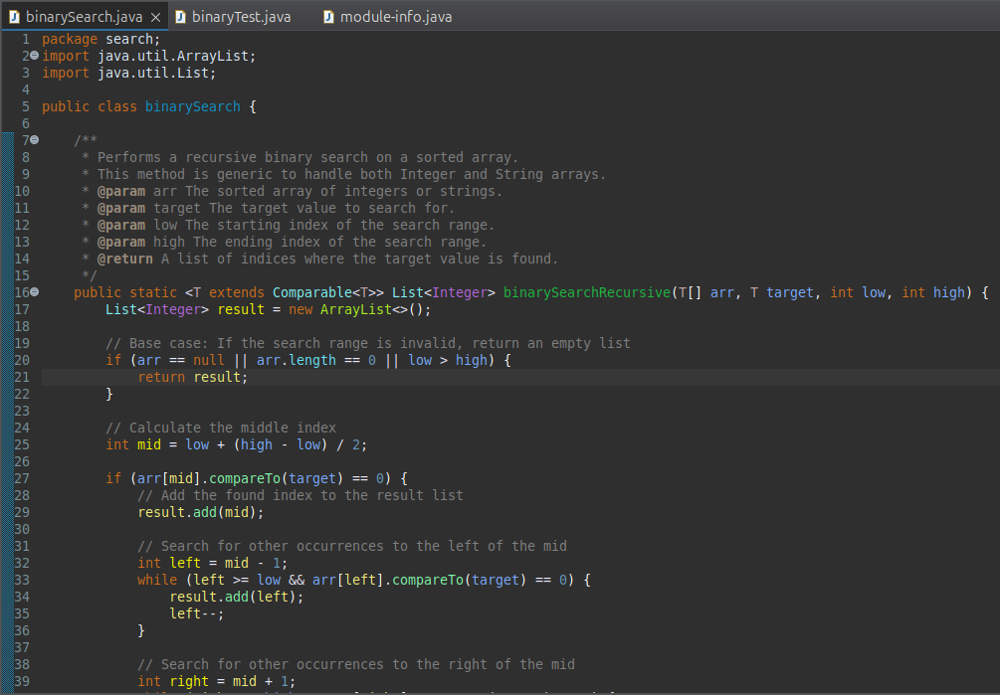 binarySearch.java binaryTest.java module-info.java
1 package search;
2 import java.util.ArrayList;
3 import java.util.List;
4
5 public class binarySearch {
6
7 /**
8 * Performs a recursive binary search on a sorted array.
9 * This method is generic to handle both Integer and String arrays.
10 * @param arr The sorted array of integers or strings.
11 * @param target The target value to search for.
12 * @param low The starting index of the search range.
13 * @param high The ending index of the search range.
14 * @return A list of indices where the target value is found.
15 */
16 public static <T extends Comparable<T>> List<Integer> binarySearchRecursive(T[] arr, T target, int low, int high) {
17 List<Integer> result = new ArrayList<>();
18
19 // Base case: If the search range is invalid, return an empty list
20 if (arr == null || arr.length == 0 || low > high) {
21 return result;
22 }
23
24 // Calculate the middle index
25 int mid = low + (high - low) / 2;
26
27 if (arr[mid].compareTo(target) == 0) {
28 // Add the found index to the result list
29 result.add(mid);
30
31 // Search for other occurrences to the left of the mid
32 int left = mid - 1;
33 while (left >= low && arr[left].compareTo(target) == 0) {
34 result.add(left);
35 left--;
36 }
37
38 // Search for other occurrences to the right of the mid
39 int right = mid + 1;